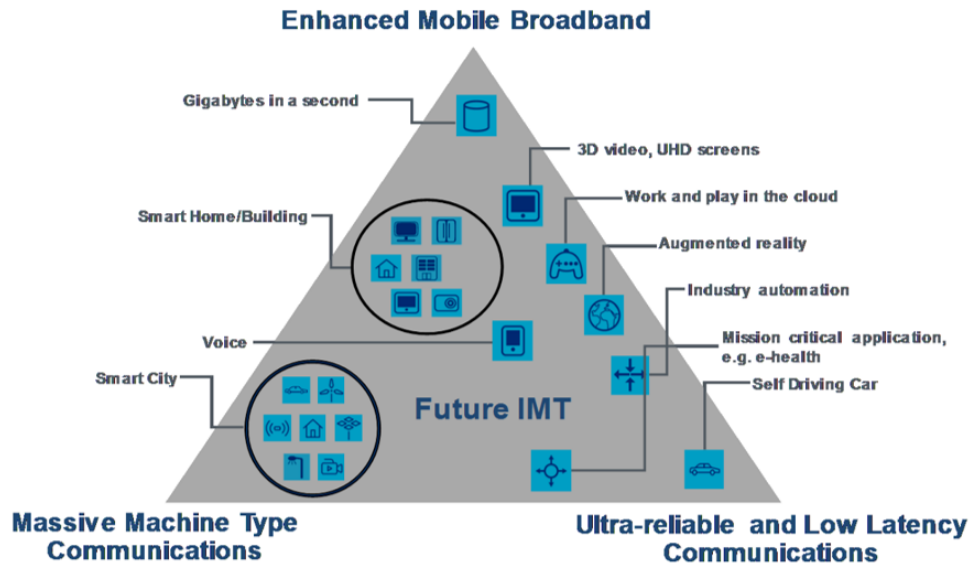 Enhanced Mobile Broadband
Gigabytes in a second
3D video, UHD screens
Work and play in the cloud
Smart Home/Building
Augmented reality
Industry automation
Mission critical application,
e.g. e-health
Voice
Smart City
Self Driving Car
Future IMT
Massive Machine Type
Communications
Ultra-reliable and Low Latency
Communications